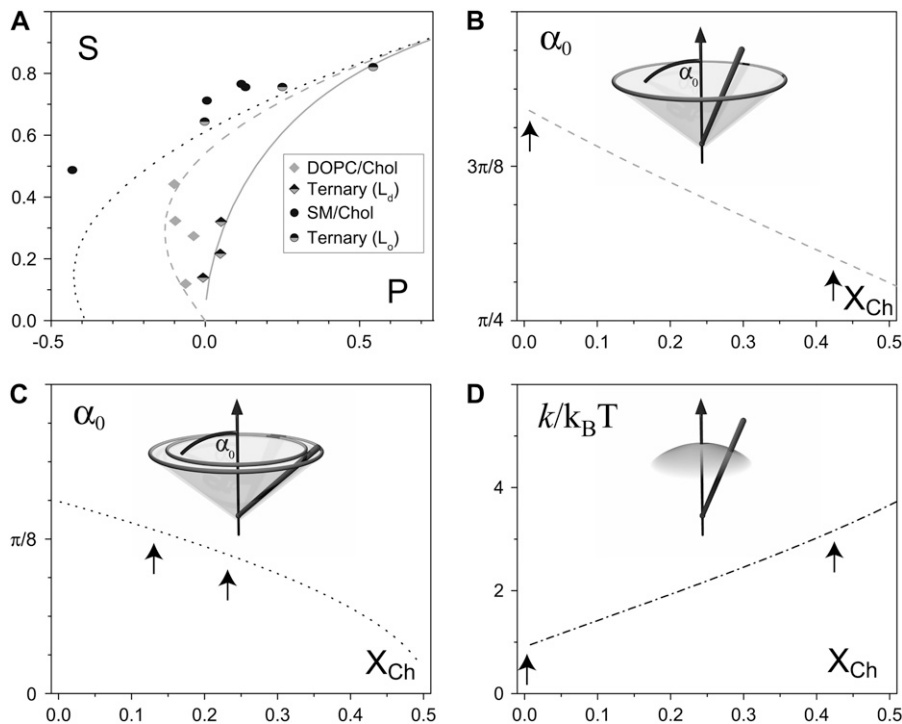 A
S
0.8
0.6
0.4
0.2
0.0
-0.5
0.0
0.5
P
DOPC/Chol
Ternary (Ld)
SM/Chol
Ternary (Lo)
B
α0
α0
3π/8
π/4
0.0
0.1
0.2
0.3
0.4
0.5
XCh
C
α0
α0
π/8
0
0.0
0.1
0.2
0.3
0.4
0.5
XCh
D
k/kBT
6
4
2
0
0.0
0.1
0.2
0.3
0.4
0.5
XCh